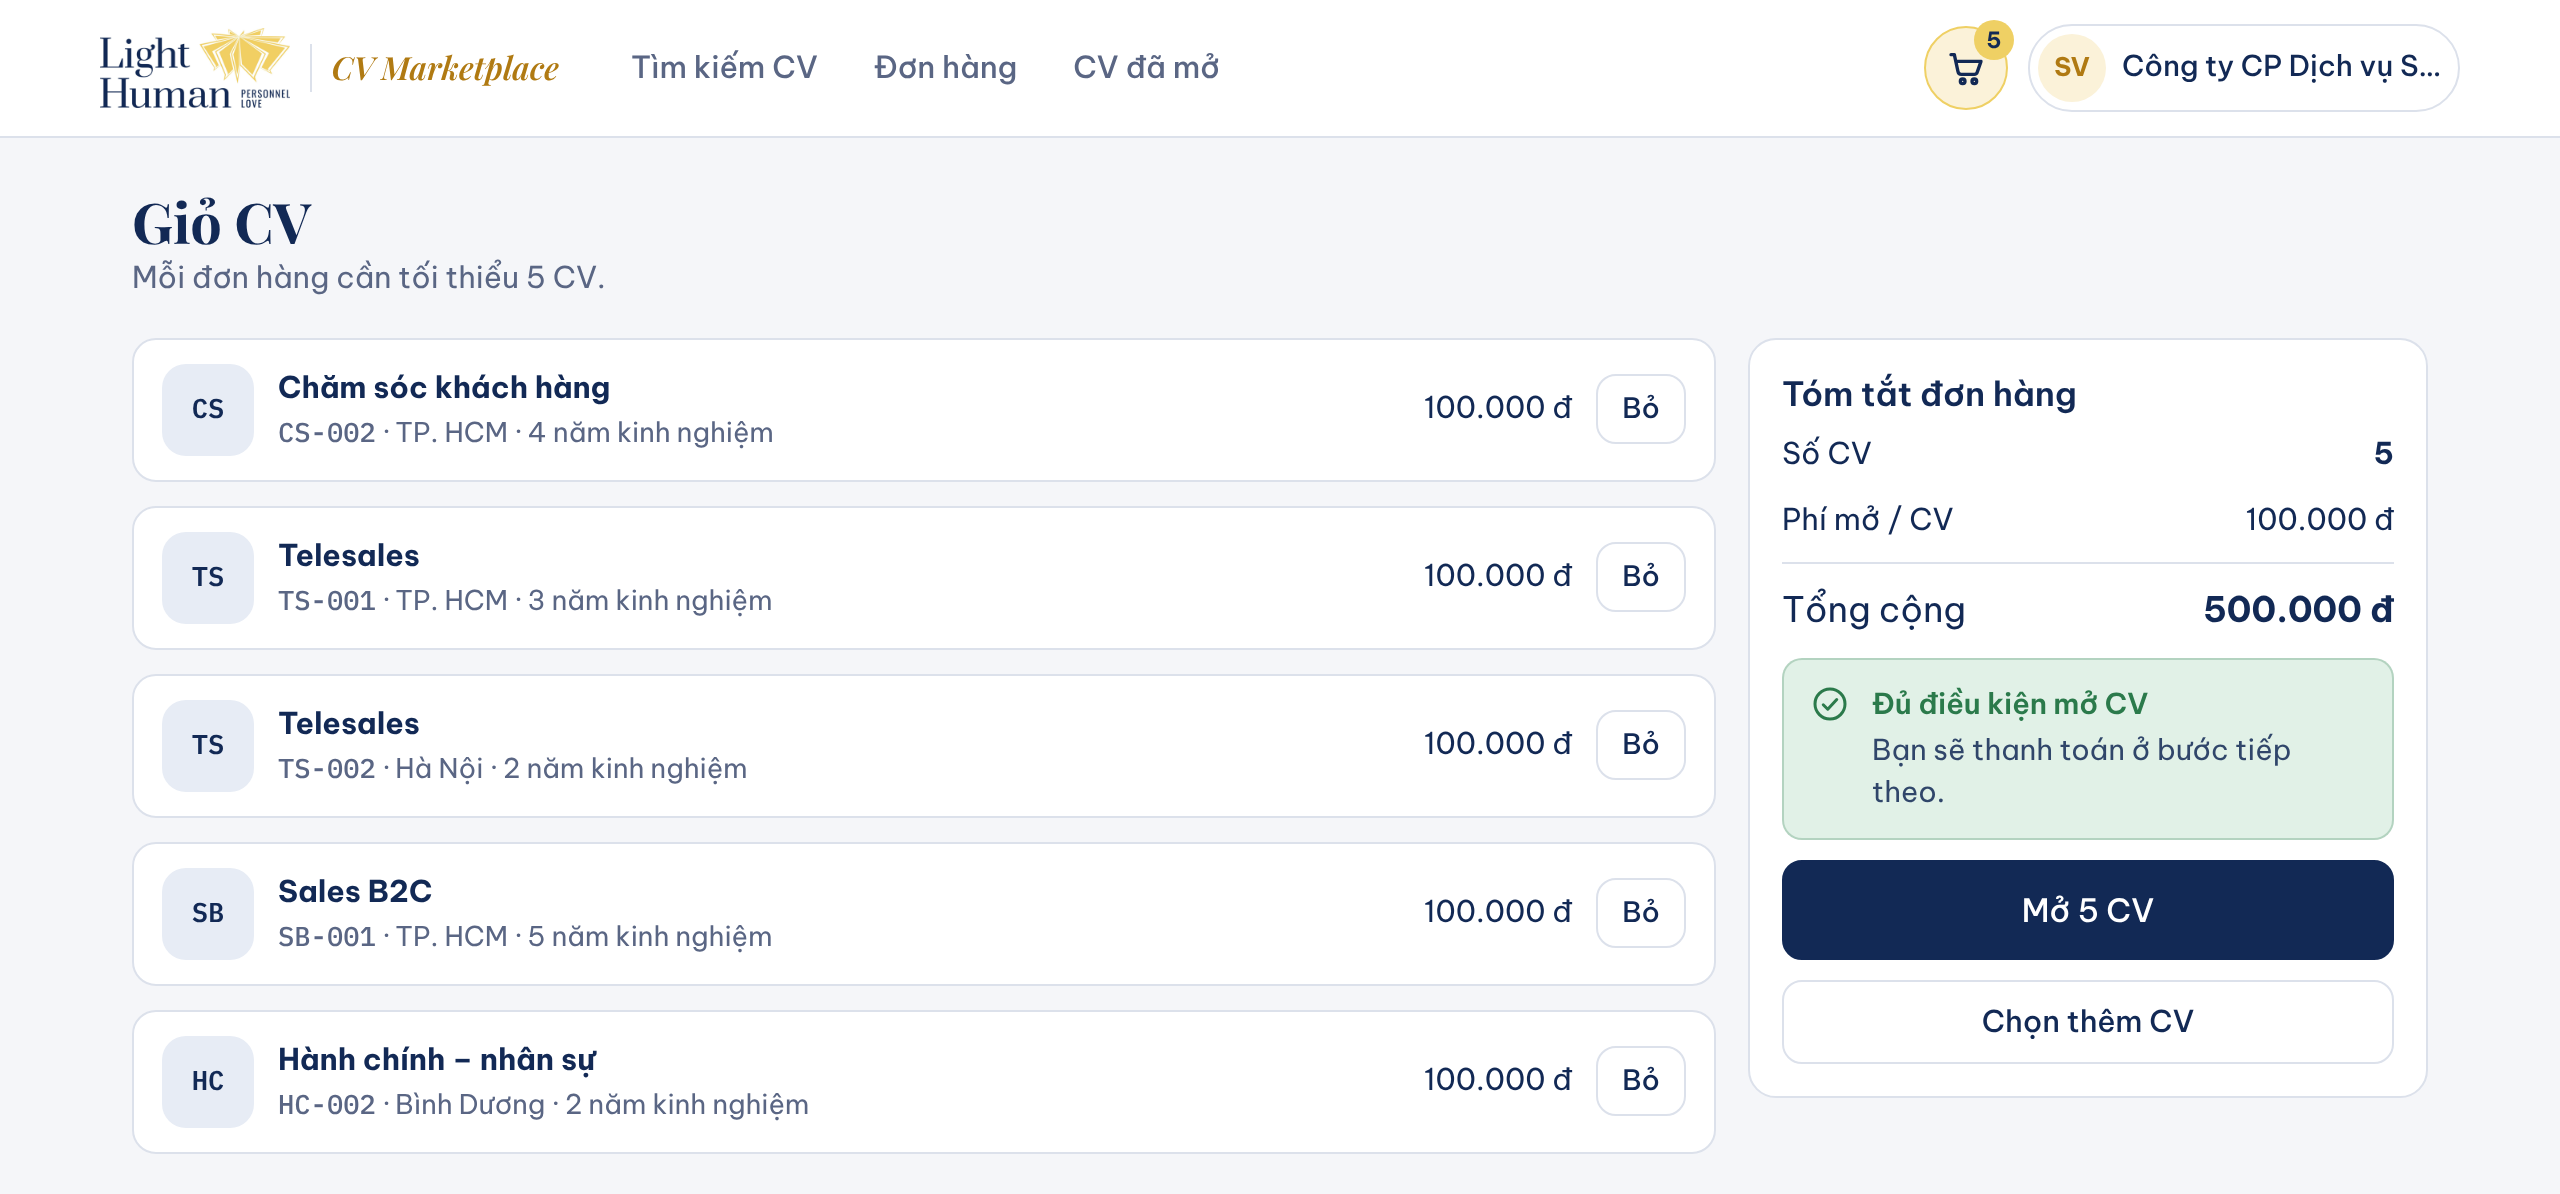 Light
Human
PERSONNEL
LOVE
CV Marketplace
Tìm kiếm CV
Đơn hàng
CV đã mở
5
SV
Công ty CP Dịch vụ S...
Giỏ CV
Mỗi đơn hàng cần tối thiểu 5 CV.
CS
Chăm sóc khách hàng
CS-002 · TP. HCM · 4 năm kinh nghiệm
100.000 đ
Bỏ
TS
Telesales
TS-001 · TP. HCM · 3 năm kinh nghiệm
100.000 đ
Bỏ
TS
Telesales
TS-002 · Hà Nội · 2 năm kinh nghiệm
100.000 đ
Bỏ
SB
Sales B2C
SB-001 · TP. HCM · 5 năm kinh nghiệm
100.000 đ
Bỏ
HC
Hành chính – nhân sự
HC-002 · Bình Dương · 2 năm kinh nghiệm
100.000 đ
Bỏ
Tóm tắt đơn hàng
Số CV 5
Phí mở / CV 100.000 đ
Tổng cộng 500.000 đ
Đủ điều kiện mở CV
Bạn sẽ thanh toán ở bước tiếp
theo.
Mở 5 CV
Chọn thêm CV